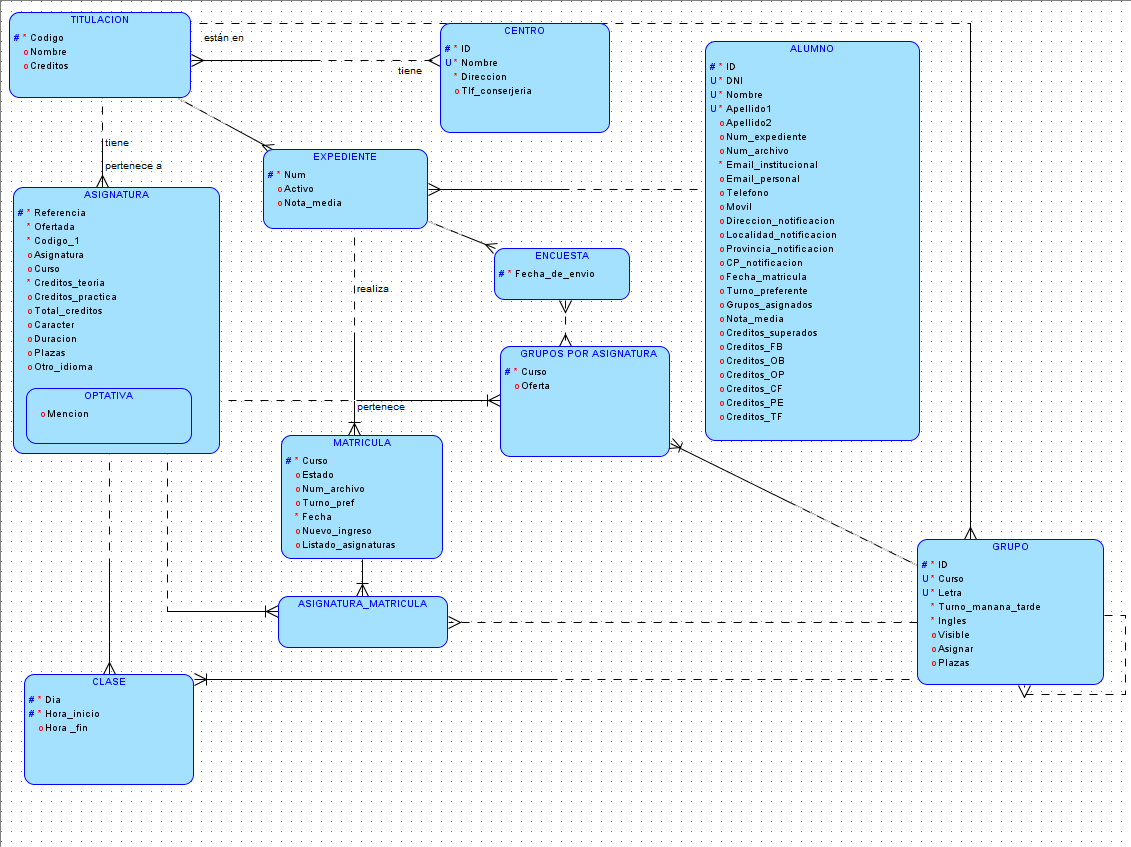 TITULACION
# * Codigo
o Nombre
o Creditos
están en
tiene
CENTRO
# * ID
U * Nombre
* Direccion
o Tlf_conserjeria
ALUMNO
# * ID
U * DNI
U * Nombre
U * Apellido1
o Apellido2
o Num_expediente
o Num_archivo
* Email_institucional
o Email_personal
o Telefono
o Movil
o Direccion_notificacion
o Localidad_notificacion
o Provincia_notificacion
o CP_notificacion
o Fecha_matricula
o Turno_preferente
o Grupos_asignados
o Nota_media
o Creditos_superados
o Creditos_FB
o Creditos_OB
o Creditos_OP
o Creditos_CF
o Creditos_PE
o Creditos_TF
tiene
pertenece a
EXPEDIENTE
# * Num
o Activo
o Nota_media
ASIGNATURA
# * Referencia
* Ofertada
* Codigo_1
o Asignatura
o Curso
* Creditos_teoria
o Creditos_practica
o Total_creditos
o Caracter
o Duracion
o Plazas
o Otro_idioma
OPTATIVA
o Mencion
ENCUESTA
# * Fecha_de_envio
realiza
pertenece
GRUPOS POR ASIGNATURA
# * Curso
o Oferta
MATRICULA
# * Curso
o Estado
o Num_archivo
o Turno_pref
* Fecha
o Nuevo_ingreso
o Listado_asignaturas
ASIGNATURA_MATRICULA
GRUPO
# * ID
U * Curso
U * Letra
* Turno_manana_tarde
* Ingles
o Visible
o Asignar
o Plazas
CLASE
# * Dia
# * Hora_inicio
o Hora _fin